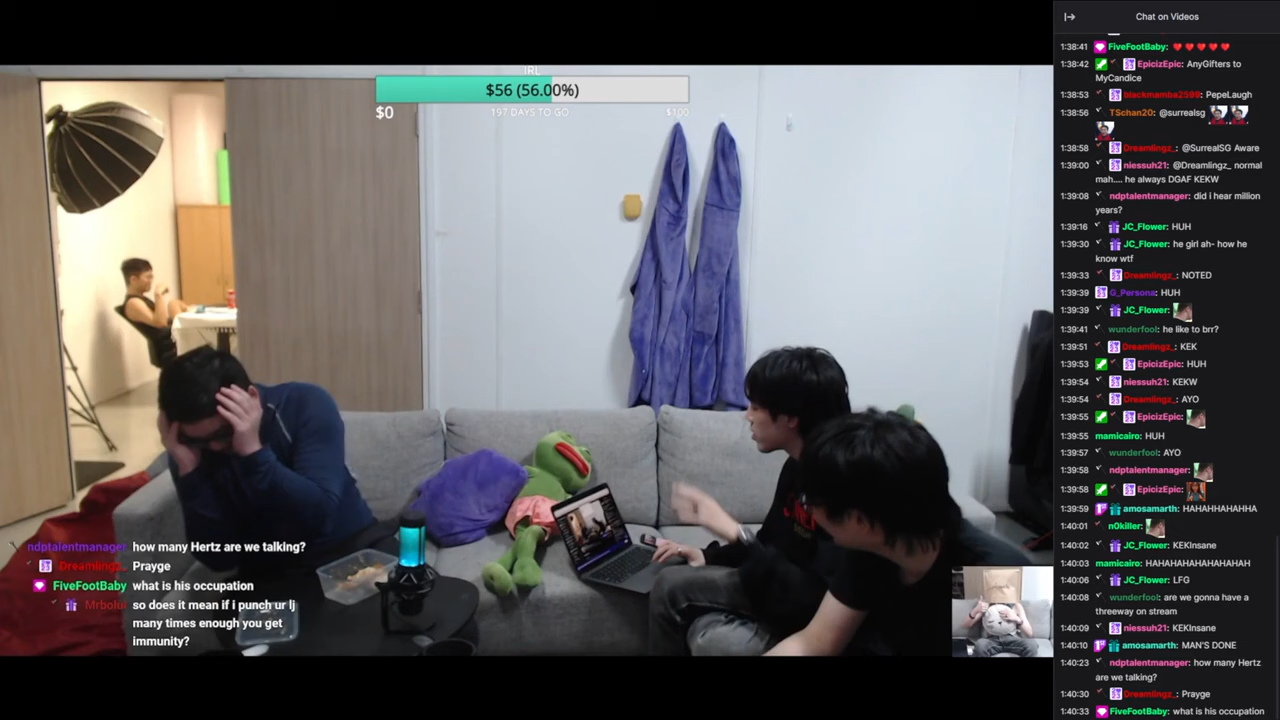 IRL
$56 (56.00%)
$0
197 DAYS TO GO
$100
ndptalentmanager how many Hertz are we talking?
Dreamlingz_ Prayge
FiveFootBaby what is his occupation
Mrbolol so does it mean if i punch ur lj
many times enough you get
immunity?
Chat on Videos
1:38:41 FiveFootBaby:
1:38:42 EpicizEpic: AnyGifters to
MyCandice
1:38:53 blackmamba2599: PepeLaugh
1:38:56 TSchan20: @surrealsg
1:38:58 Dreamlingz_: @SurrealSG Aware
1:39:00 niessuh21: @Dreamlingz_ normal
mah.... he always DGAF KEKW
1:39:08 ndptalentmanager: did i hear million
years?
1:39:16 JC_Flower: HUH
1:39:30 JC_Flower: he girl ah- how he
know wtf
1:39:33 Dreamlingz_: NOTED
1:39:39 G_Persona: HUH
1:39:39 JC_Flower:
1:39:41 wunderfool: he like to brr?
1:39:51 Dreamlingz_: KEK
1:39:53 EpicizEpic: HUH
1:39:54 niessuh21: KEKW
1:39:54 Dreamlingz_: AYO
1:39:55 EpicizEpic:
1:39:55 mamicairo: HUH
1:39:57 wunderfool: AYO
1:39:58 ndptalentmanager:
1:39:58 EpicizEpic:
1:39:59 amosamarth: HAHAHHAHAHHA
1:40:01 n0killer:
1:40:02 JC_Flower: KEKInsane
1:40:03 mamicairo: HAHAHAHAHAHAHAH
1:40:06 JC_Flower: LFG
1:40:08 wunderfool: are we gonna have a
threeway on stream
1:40:09 niessuh21: KEKInsane
1:40:10 amosamarth: MAN'S DONE
1:40:23 ndptalentmanager: how many Hertz
are we talking?
1:40:30 Dreamlingz_: Prayge
1:40:33 FiveFootBaby: what is his occupation